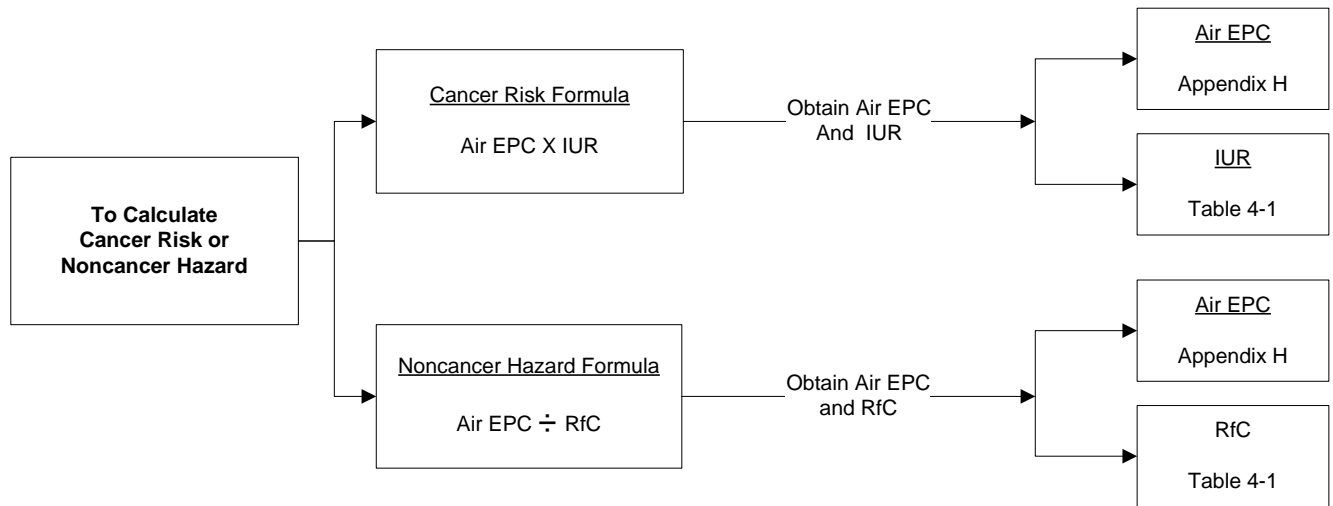 To Calculate
Cancer Risk or
Noncancer Hazard
Cancer Risk Formula
Air EPC X IUR
Obtain Air EPC
And IUR
Air EPC
Appendix H
IUR
Table 4-1
Noncancer Hazard Formula
Air EPC ÷ RfC
Obtain Air EPC
and RfC
Air EPC
Appendix H
RfC
Table 4-1